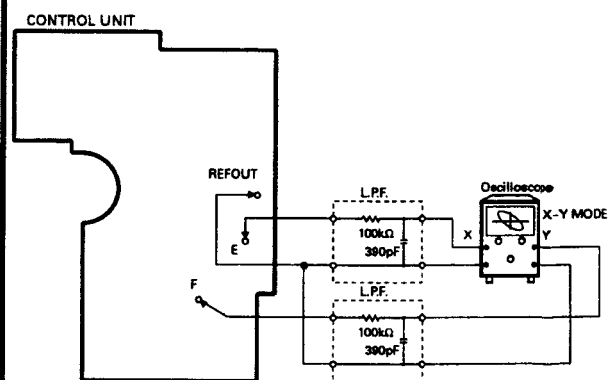 CONTROL UNIT
REFOUT
E
F
L.P.F.
100kΩ
390pF
L.P.F.
100kΩ
390pF
Oscilloscope
X-Y MODE
X
Y